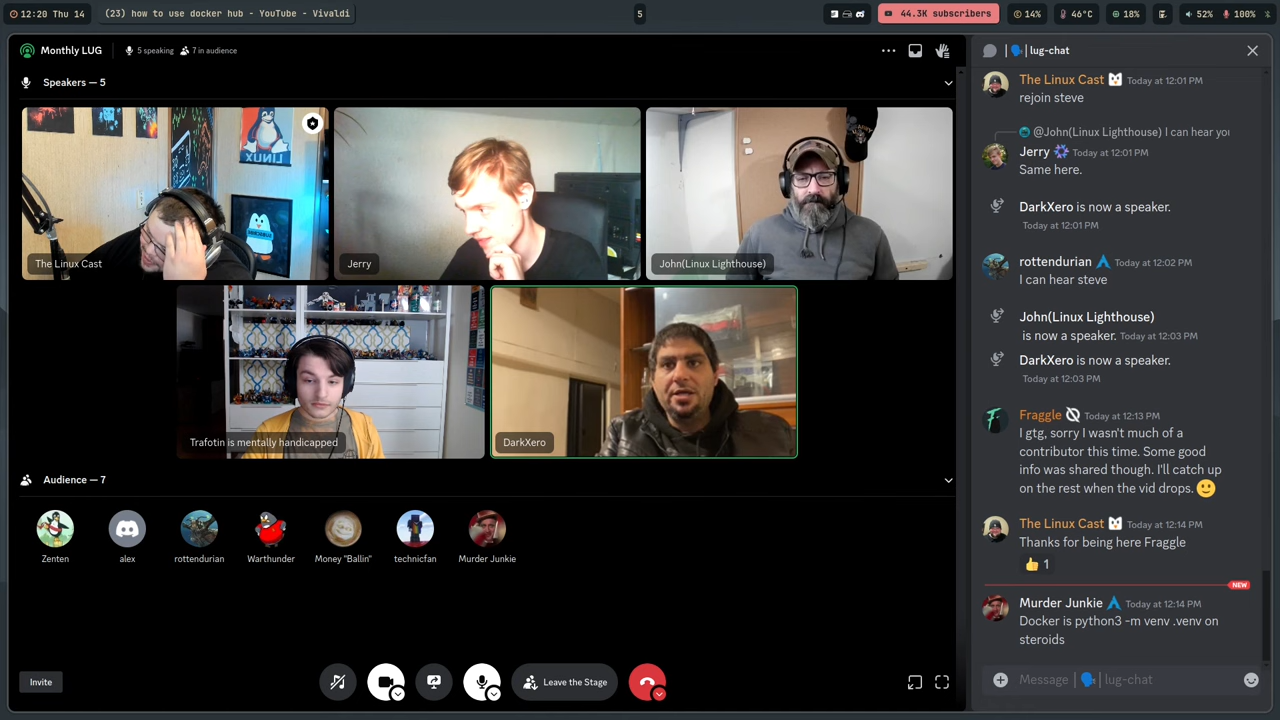 12:20 Thu 14
(23) how to use docker hub - YouTube - Vivaldi
5
44.3K subscribers
14%
46°C
18%
52%
100%
Monthly LUG
5 speaking
7 in audience
Speakers — 5
LINUX
The Linux Cast
Jerry
John(Linux Lighthouse)
Trafotin is mentally handicapped
DarkXero
Audience — 7
Zenten
alex
rottendurian
Warthunder
Money "Ballin"
technicfan
Murder Junkie
Invite
Leave the Stage
| 🗣️ | lug-chat
The Linux Cast Today at 12:01 PM
rejoin steve
@John(Linux Lighthouse) I can hear you
Jerry Today at 12:01 PM
Same here.
DarkXero is now a speaker.
Today at 12:01 PM
rottendurian Today at 12:02 PM
I can hear steve
John(Linux Lighthouse)
is now a speaker. Today at 12:03 PM
DarkXero is now a speaker.
Today at 12:03 PM
Fraggle Today at 12:13 PM
I gtg, sorry I wasn't much of a
contributor this time. Some good
info was shared though. I'll catch up
on the rest when the vid drops. 🙂
The Linux Cast Today at 12:14 PM
Thanks for being here Fraggle
👍 1
NEW
Murder Junkie Today at 12:14 PM
Docker is python3 -m venv .venv on
steroids
Message | 🗣️ | lug-chat